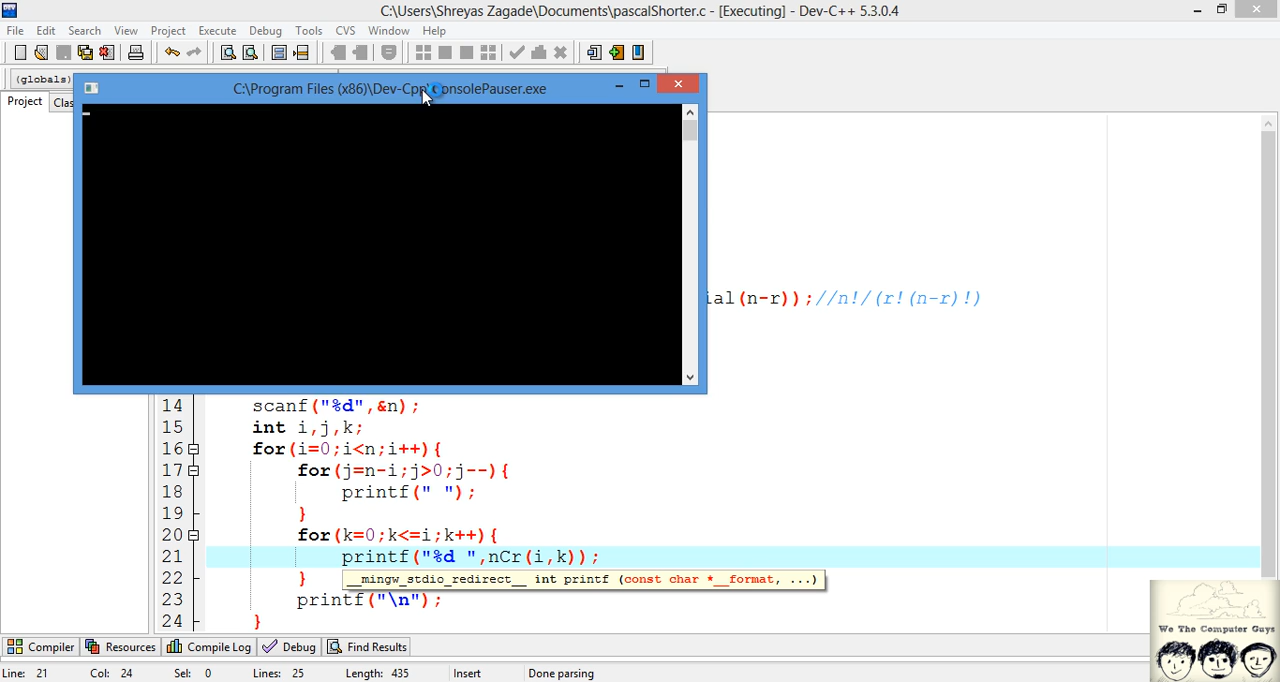 C:\Users\Shreyas Zagade\Documents\pascalShorter.c - [Executing] - Dev-C++ 5.3.0.4
File Edit Search View Project Execute Debug Tools CVS Window Help
(globals)
C:\Program Files (x86)\Dev-Cpp\ConsolePauser.exe
Project Clas
ial(n-r));//n!/(r!(n-r)!)
14 scanf("%d",&n);
15 int i,j,k;
16 for(i=0;i<n;i++){
17 for(j=n-i;j>0;j--){
18 printf(" ");
19 }
20 for(k=0;k<=i;k++){
21 printf("%d ",nCr(i,k));
22 }
__mingw_stdio_redirect__ int printf (const char *__format, ...)
23 printf("\n");
24 }
We The Computer Guys
Compiler Resources Compile Log Debug Find Results
Line: 21 Col: 24 Sel: 0 Lines: 25 Length: 435 Insert Done parsing